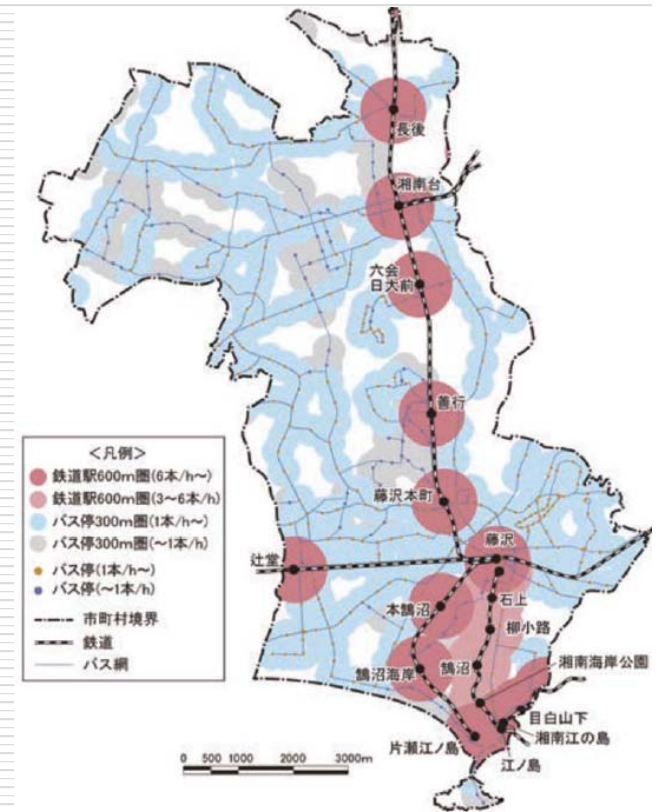 長後
湘南台
六会
日大前
善行
<凡例>
鉄道駅600m圏(6本/h～)
鉄道駅600m圏(3～6本/h)
バス停300m圏(1本/h～)
バス停300m圏(～1本/h)
バス停(1本/h～)
バス停(～1本/h)
市町村境界
鉄道
バス網
藤沢本町
藤沢
辻堂
石上
本鵠沼
柳小路
鵠沼
湘南海岸公園
鵠沼海岸
目白山下
湘南江の島
片瀬江ノ島
江ノ島
0 500 1000 2000 3000m